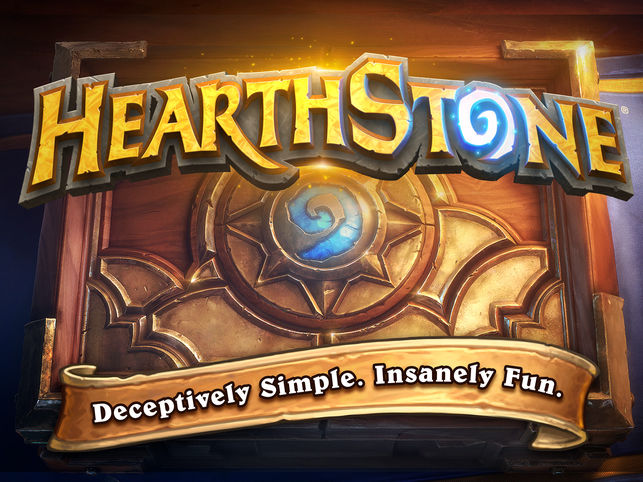 HEARTHSTONE
®
Deceptively Simple. Insanely Fun.